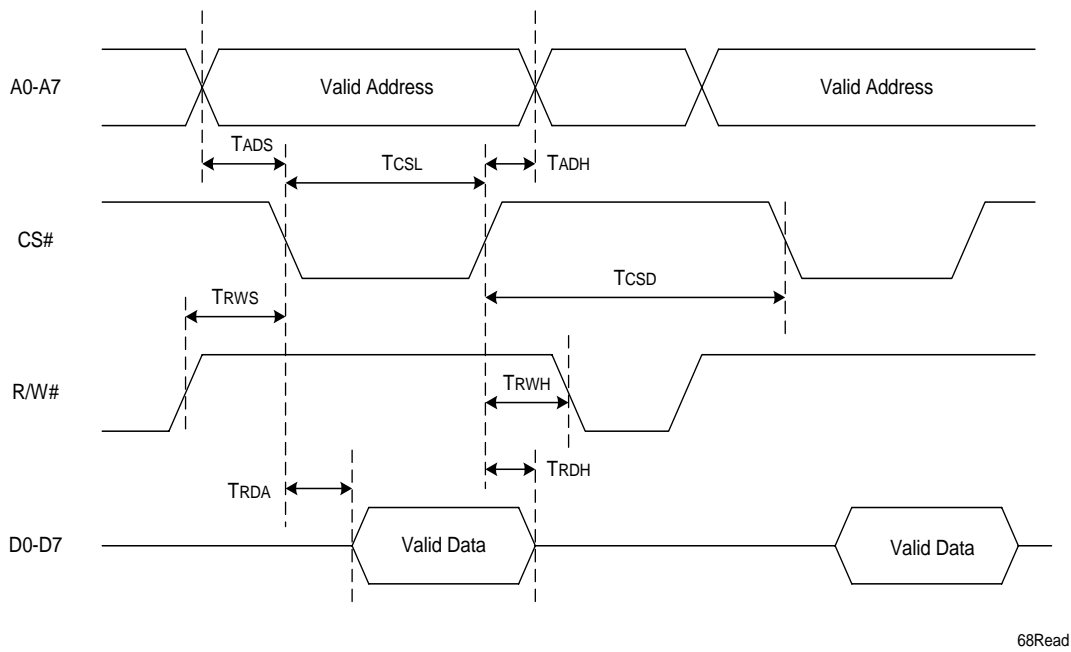 A0-A7
Valid Address
Valid Address
TADS
TCSL
TADH
CS#
TCSD
TRWS
R/W#
TRWH
TRDH
TRDA
D0-D7
Valid Data
Valid Data
68Read